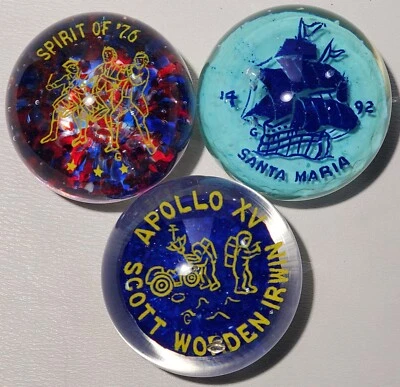 SPIRIT OF '76
G
14 92
G
SANTA MARIA
APOLLO XV
SCOTT WORDEN·IRWIN